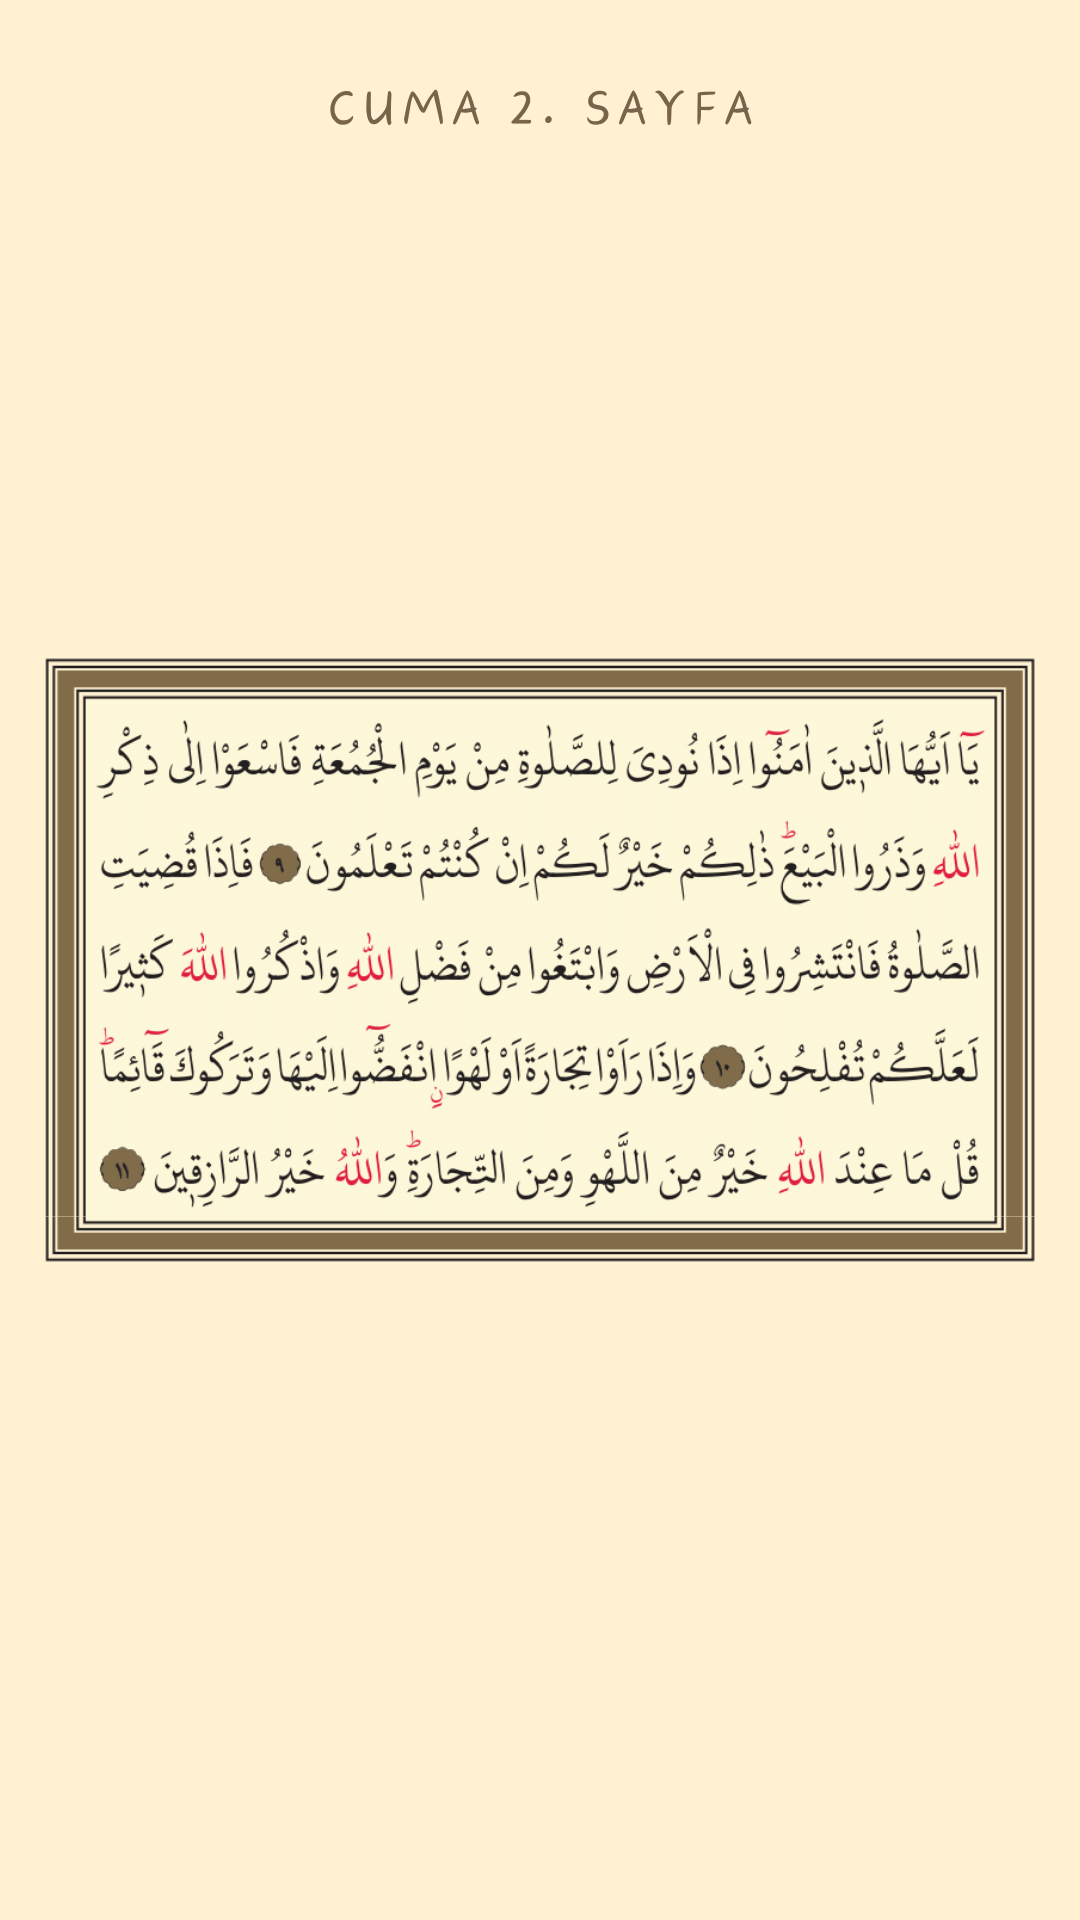 CUMA 2. SAYFA
يَٓا اَيُّهَا الَّذ۪ينَ اٰمَنُٓوا اِذَا نُودِىَ لِلصَّلٰوةِ مِنْ يَوْمِ الْجُمُعَةِ فَاسْعَوْا اِلٰى ذِكْرِ
اللّٰهِ وَذَرُوا الْبَيْعَؕ ذٰلِكُمْ خَيْرٌ لَكُمْ اِنْ كُنْتُمْ تَعْلَمُونَ ٩ فَاِذَا قُضِيَتِ
الصَّلٰوةُ فَانْتَشِرُوا فِى الْاَرْضِ وَابْتَغُوا مِنْ فَضْلِ اللّٰهِ وَاذْكُرُوا اللّٰهَ كَث۪يرًا
لَعَلَّكُمْ تُفْلِحُونَ ١٠ وَاِذَا رَاَوْا تِجَارَةً اَوْ لَهْوًاۨ انْفَضُّٓوا اِلَيْهَا وَتَرَكُوكَ قَٓائِمًاؕ
قُلْ مَا عِنْدَ اللّٰهِ خَيْرٌ مِنَ اللَّهْوِ وَمِنَ التِّجَارَةِؕ وَاللّٰهُ خَيْرُ الرَّازِق۪ينَ ١١